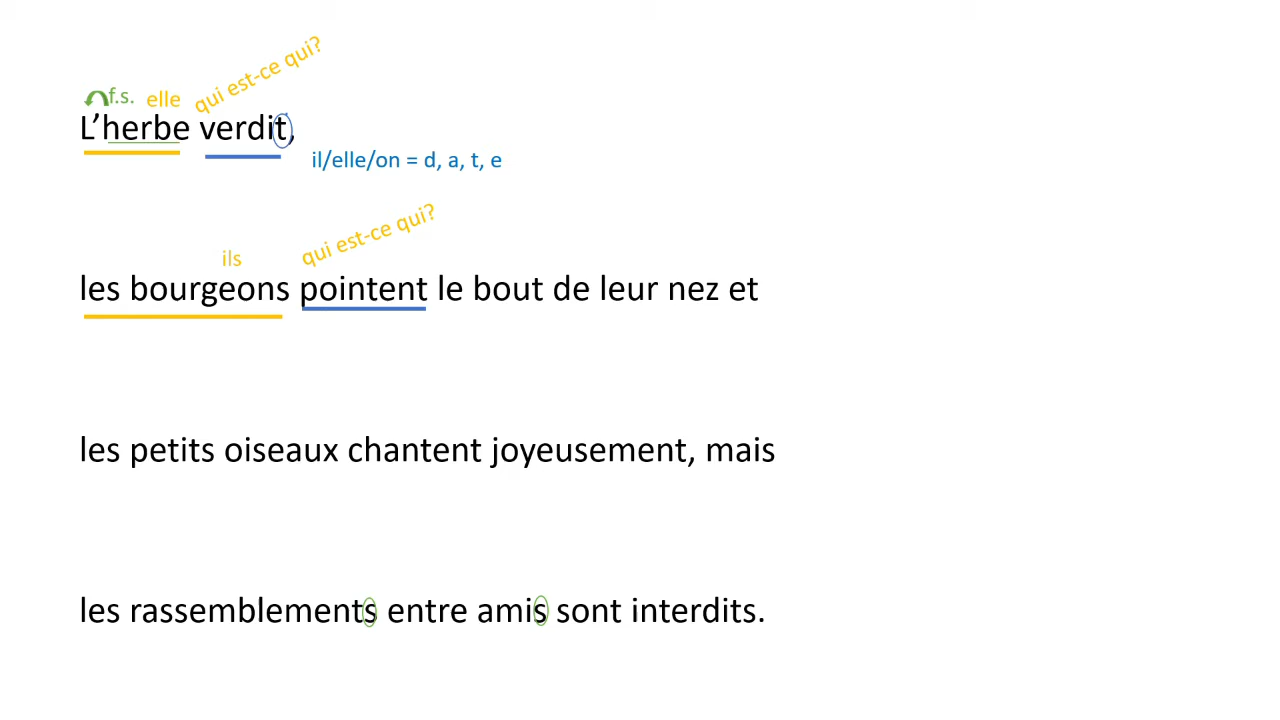 qui est-ce qui?
f.s. elle
L’herbe verdit,
il/elle/on = d, a, t, e
qui est-ce qui?
ils
les bourgeons pointent le bout de leur nez et
les petits oiseaux chantent joyeusement, mais
les rassemblements entre amis sont interdits.